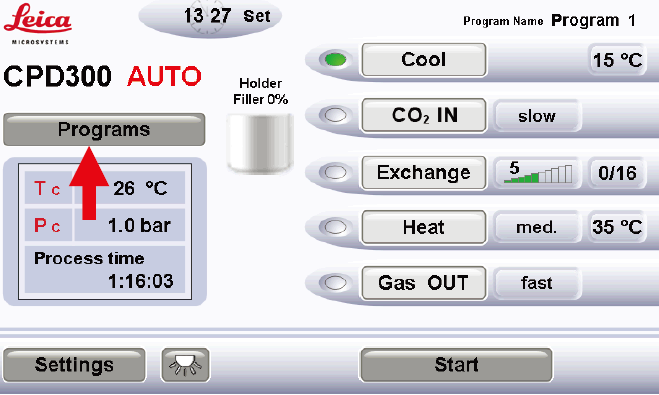 Leica
MICROSYSTEMS
13 27 Set
Program Name Program 1
CPD300 AUTO
Holder
Filler 0%
Programs
Tc 26 °C
Pc 1.0 bar
Process time
1:16:03
Cool 15 °C
CO₂ IN slow
Exchange 5 0/16
Heat med. 35 °C
Gas OUT fast
Settings
Start